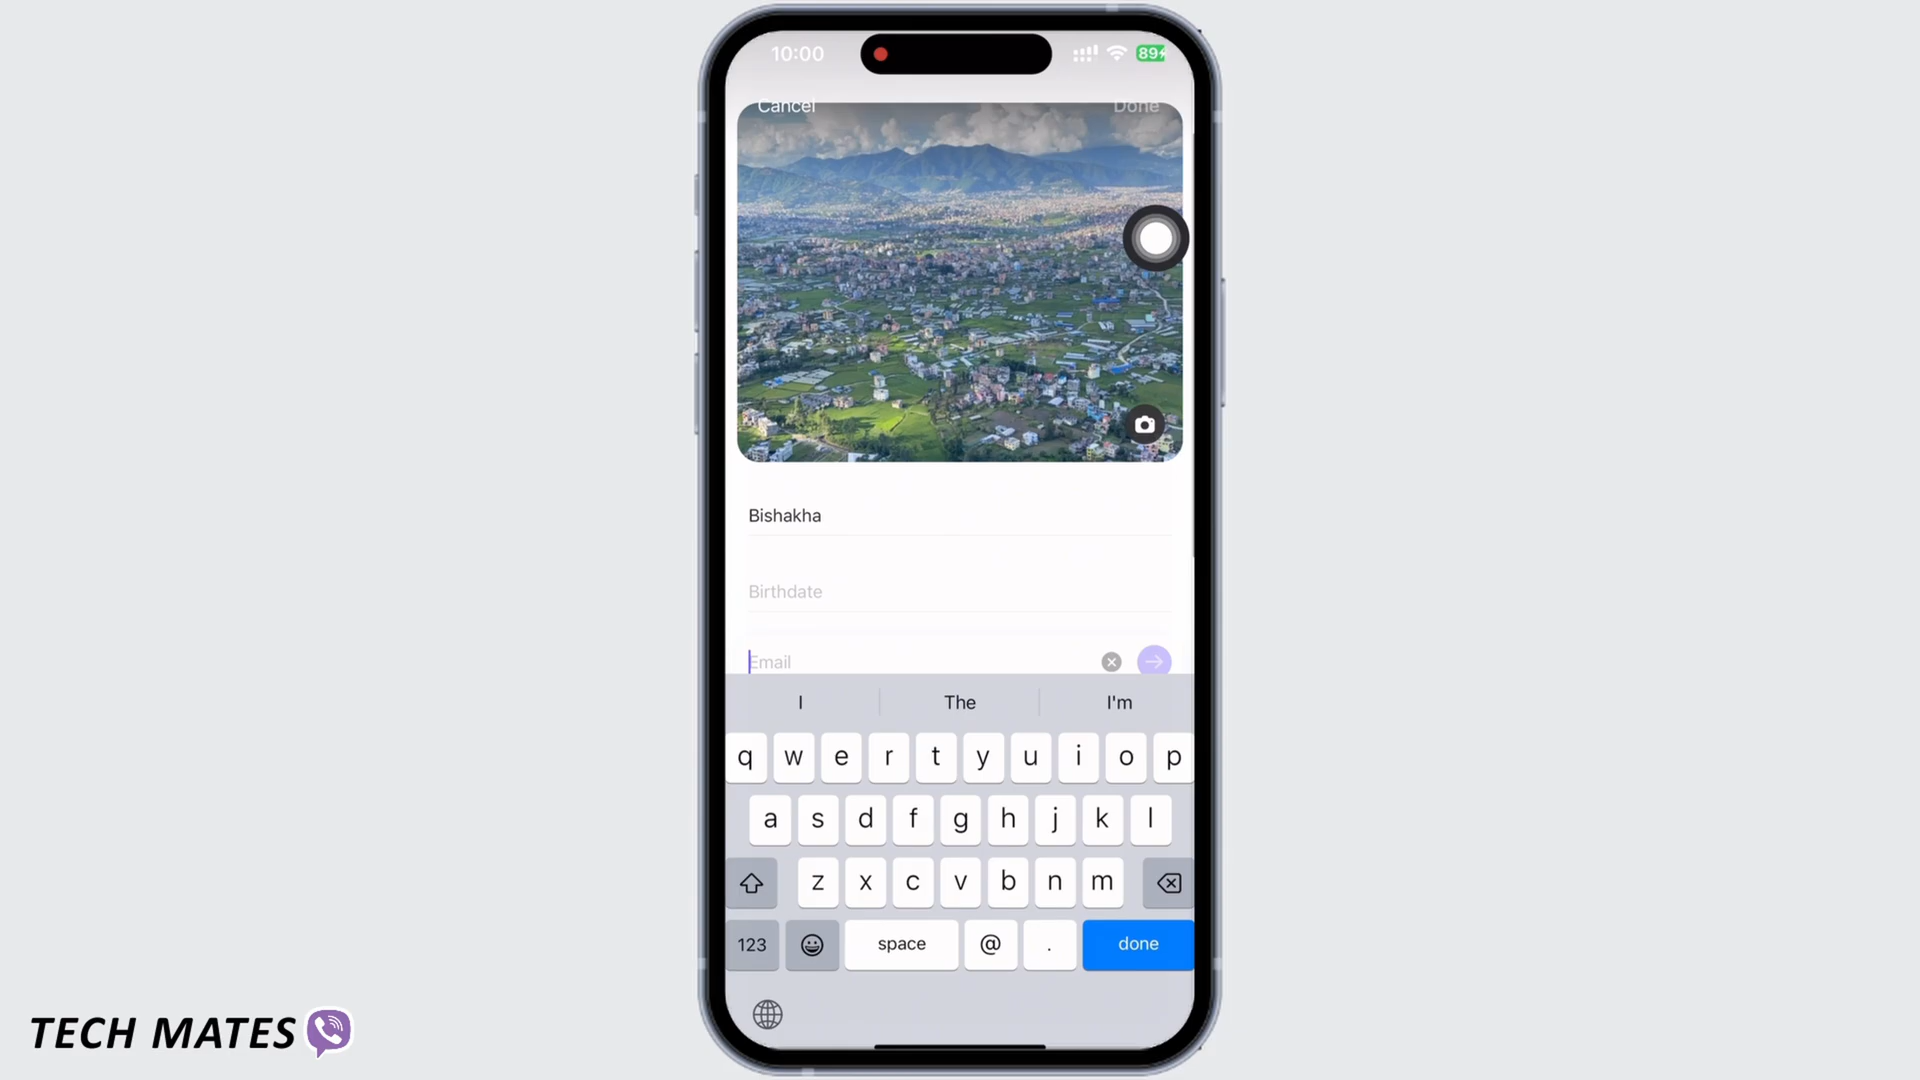 10:00
89
Cancel
Done
Bishakha
Birthdate
Email
I
The
I'm
q w e r t y u i o p
a s d f g h j k l
z x c v b n m
123
space
@
.
done
TECH MATES